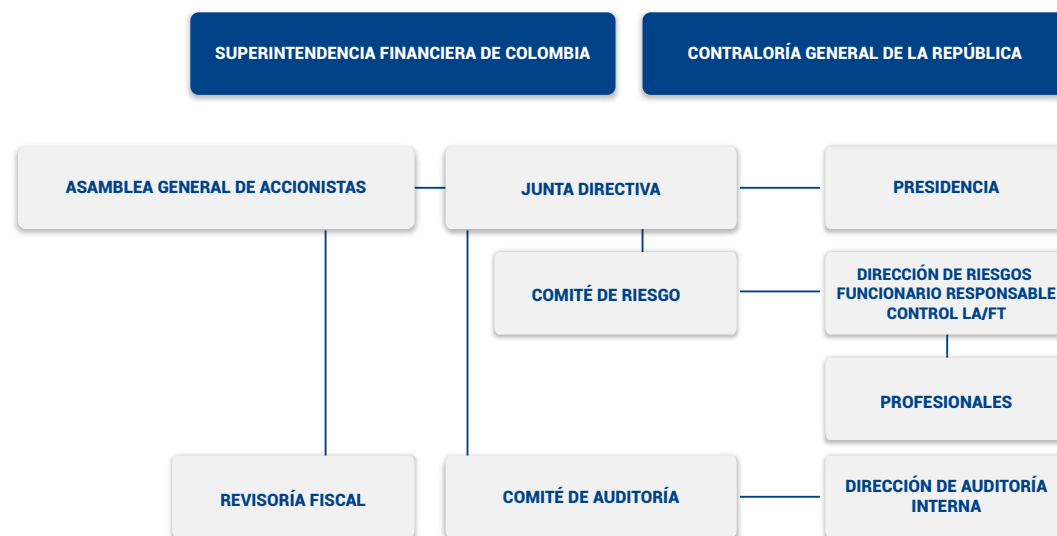 SUPERINTENDENCIA FINANCIERA DE COLOMBIA
CONTRALORÍA GENERAL DE LA REPÚBLICA
ASAMBLEA GENERAL DE ACCIONISTAS
JUNTA DIRECTIVA
PRESIDENCIA
COMITÉ DE RIESGO
DIRECCIÓN DE RIESGOS
FUNCIONARIO RESPONSABLE
CONTROL LA/FT
PROFESIONALES
REVISORÍA FISCAL
COMITÉ DE AUDITORÍA
DIRECCIÓN DE AUDITORÍA
INTERNA